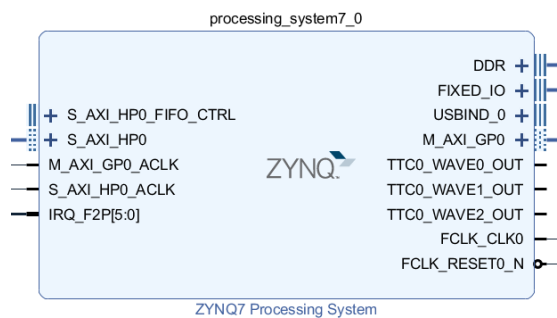 processing_system7_0
DDR
FIXED_IO
S_AXI_HP0_FIFO_CTRL
USBIND_0
S_AXI_HP0
M_AXI_GP0
M_AXI_GP0_ACLK
ZYNQ
TTC0_WAVE0_OUT
S_AXI_HP0_ACLK
TTC0_WAVE1_OUT
IRQ_F2P[5:0]
TTC0_WAVE2_OUT
FCLK_CLK0
FCLK_RESET0_N
ZYNQ7 Processing System